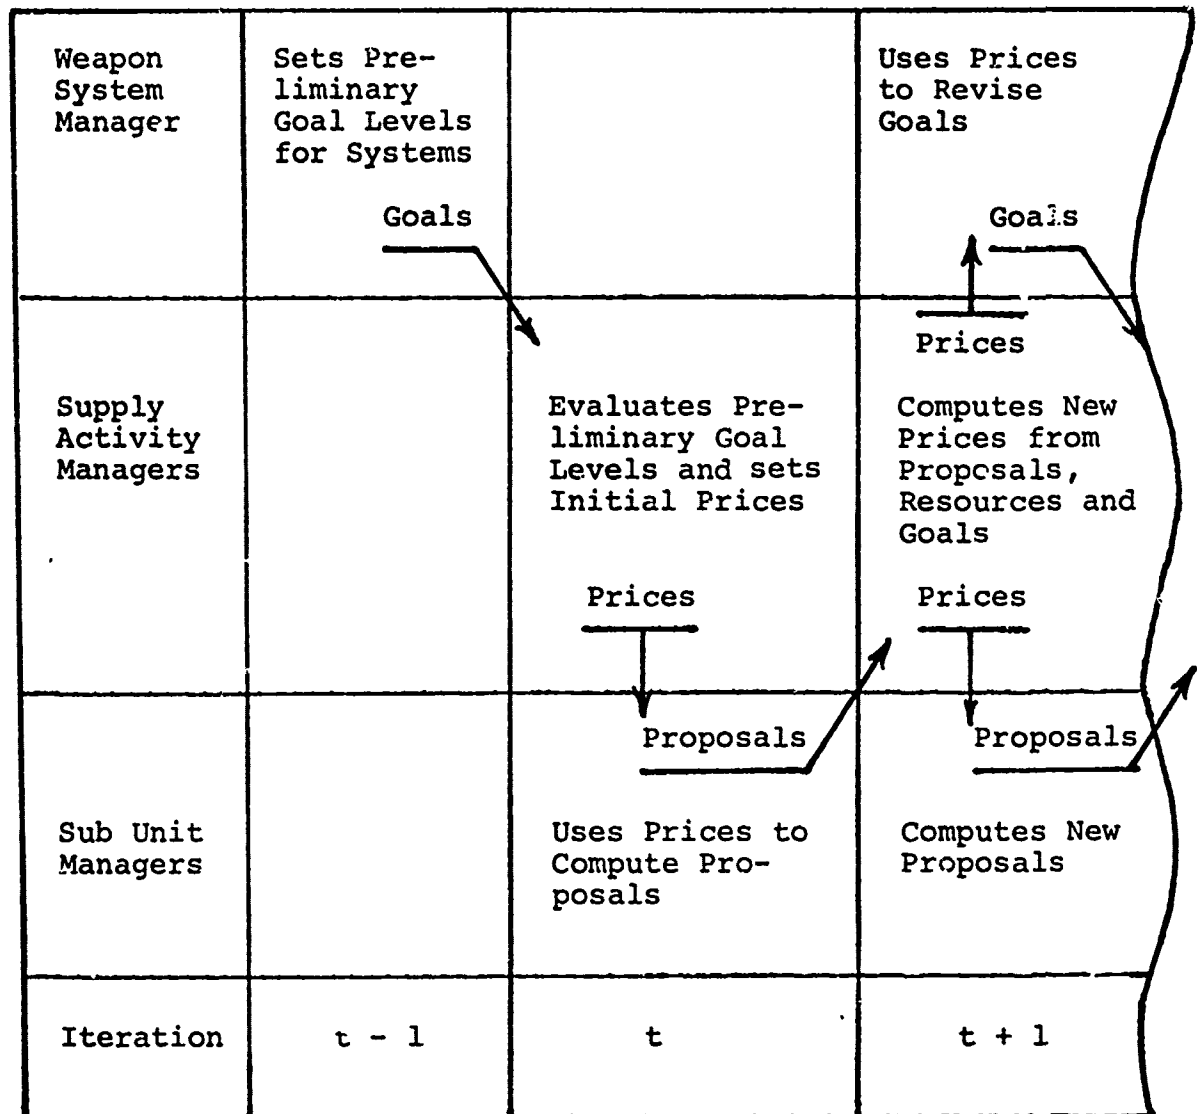 Weapon
System
Manager
Sets Pre-
liminary
Goal Levels
for Systems
Goals
Uses Prices
to Revise
Goals
Goals
Supply
Activity
Managers
Evaluates Pre-
liminary Goal
Levels and sets
Initial Prices
Prices
Prices
Computes New
Prices from
Proposals,
Resources and
Goals
Prices
Sub Unit
Managers
Proposals
Uses Prices to
Compute Pro-
posals
Proposals
Computes New
Proposals
Iteration
t - 1
t
t + 1